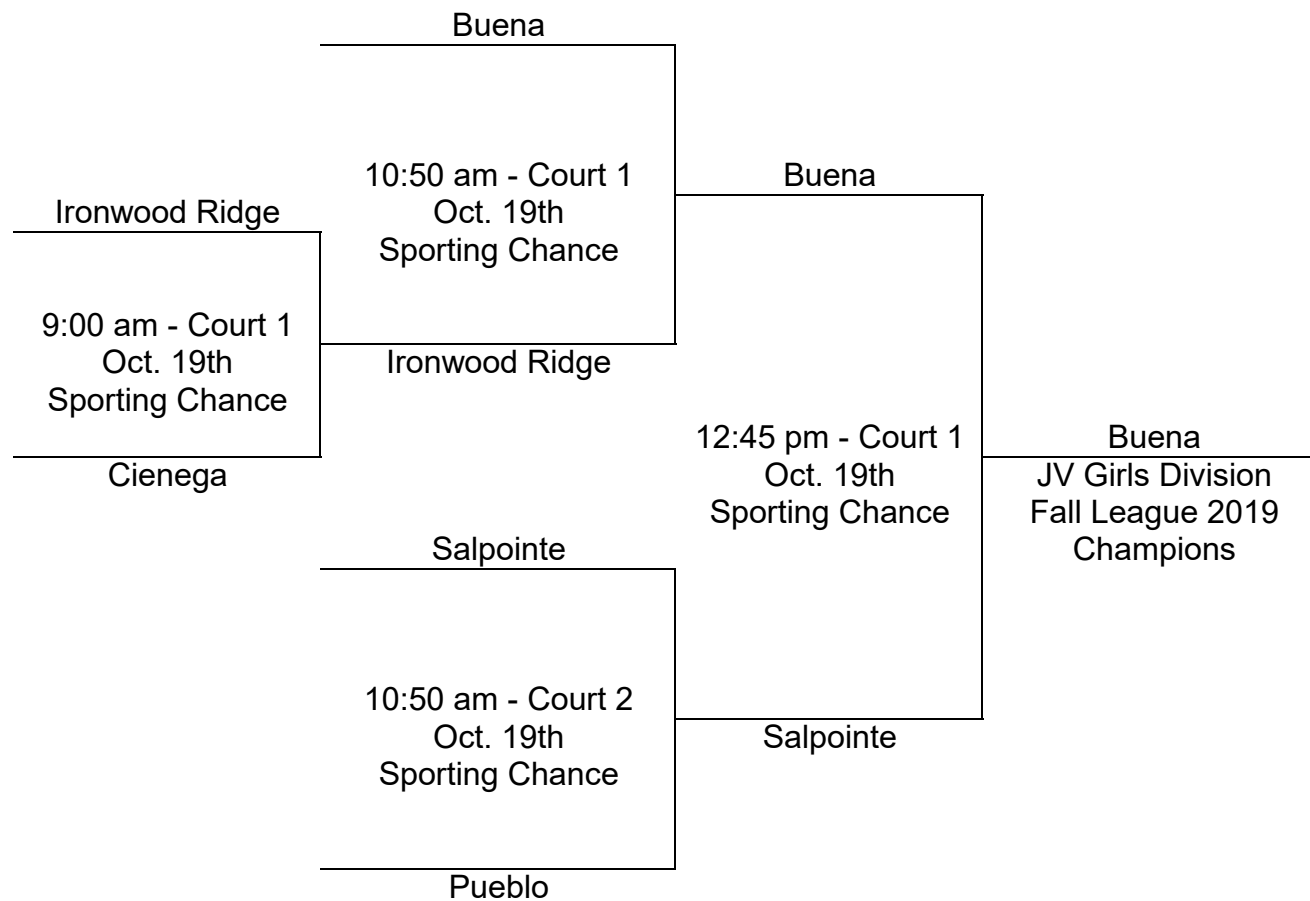 Buena
10:50 am - Court 1
Oct. 19th
Sporting Chance
Buena
Ironwood Ridge
9:00 am - Court 1
Oct. 19th
Sporting Chance
Ironwood Ridge
Cienega
12:45 pm - Court 1
Oct. 19th
Sporting Chance
Buena
JV Girls Division
Fall League 2019
Champions
Salpointe
10:50 am - Court 2
Oct. 19th
Sporting Chance
Salpointe
Pueblo